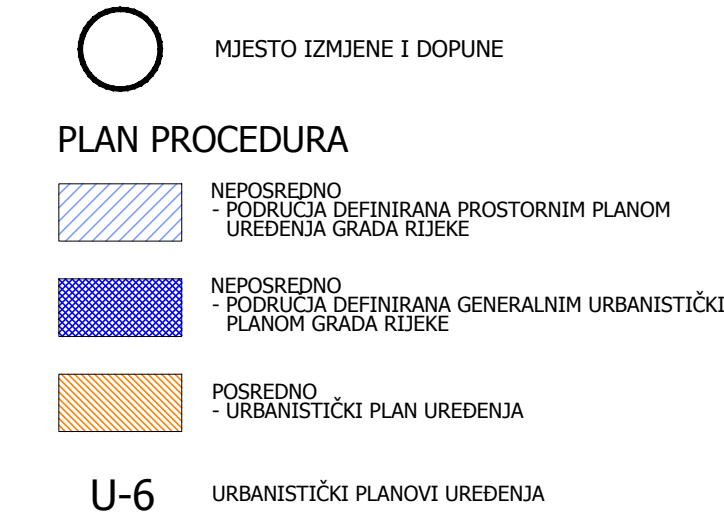 MJESTO IZMJENE I DOPUNE
PLAN PROCEDURA
NEPOSREDNO
- PODRUČJA DEFINIRANA PROSTORNIM PLANOM
UREĐENJA GRADA RIJEKE
NEPOSREDNO
- PODRUČJA DEFINIRANA GENERALNIM URBANISTIČKI
PLANOM GRADA RIJEKE
POSREDNO
- URBANISTIČKI PLAN UREĐENJA
U-6 URBANISTIČKI PLANOVI UREĐENJA